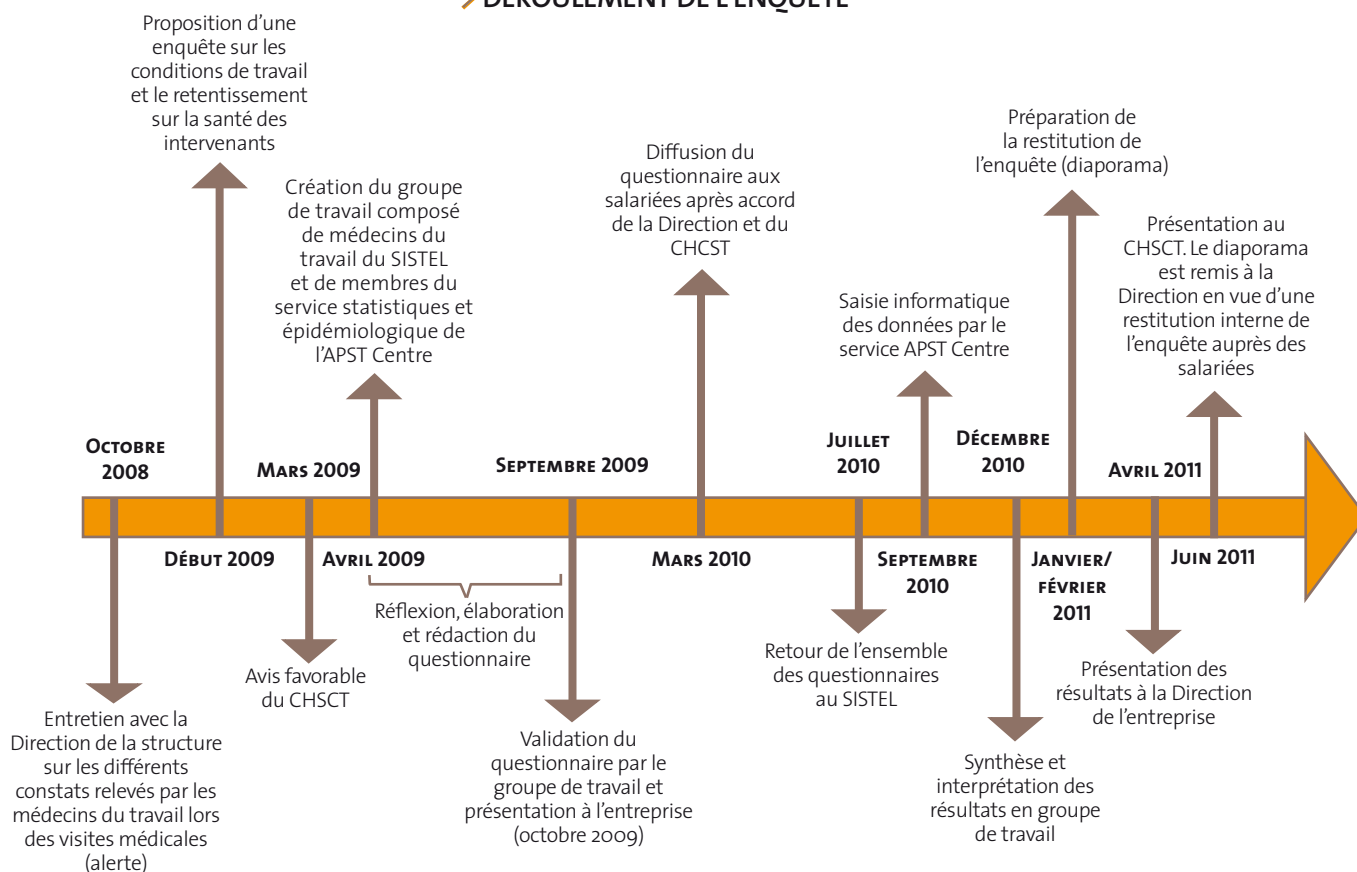 DÉROULEMENT DE L'ENQUÊTE
Proposition d'une
enquête sur les
conditions de travail
et le retentissement
sur la santé des
intervenants
Création du groupe
de travail composé
de médecins du
travail du SISTEL
et de membres du
service statistiques et
épidémiologique de
l'APST Centre
Diffusion du
questionnaire aux
salariées après accord
de la Direction et du
CHCST
Saisie informatique
des données par le
service APST Centre
Préparation de
la restitution de
l'enquête (diaporama)
Présentation au
CHSCT. Le diaporama
est remis à la
Direction en vue d'une
restitution interne de
l'enquête auprès des
salariées
OCTOBRE
2008
MARS 2009
SEPTEMBRE 2009
JUILLET
2010
DÉCEMBRE
2010
AVRIL 2011
DÉBUT 2009
AVRIL 2009
MARS 2010
SEPTEMBRE
2010
JANVIER/
FÉVRIER
2011
JUIN 2011
Entretien avec la
Direction de la structure
sur les différents
constats relevés par les
médecins du travail lors
des visites médicales
(alerte)
Avis favorable
du CHSCT
Réflexion, élaboration
et rédaction du
questionnaire
Validation du
questionnaire par le
groupe de travail et
présentation à l'entreprise
(octobre 2009)
Retour de l'ensemble
des questionnaires
au SISTEL
Synthèse et
interprétation des
résultats en groupe
de travail
Présentation des
résultats à la Direction
de l'entreprise